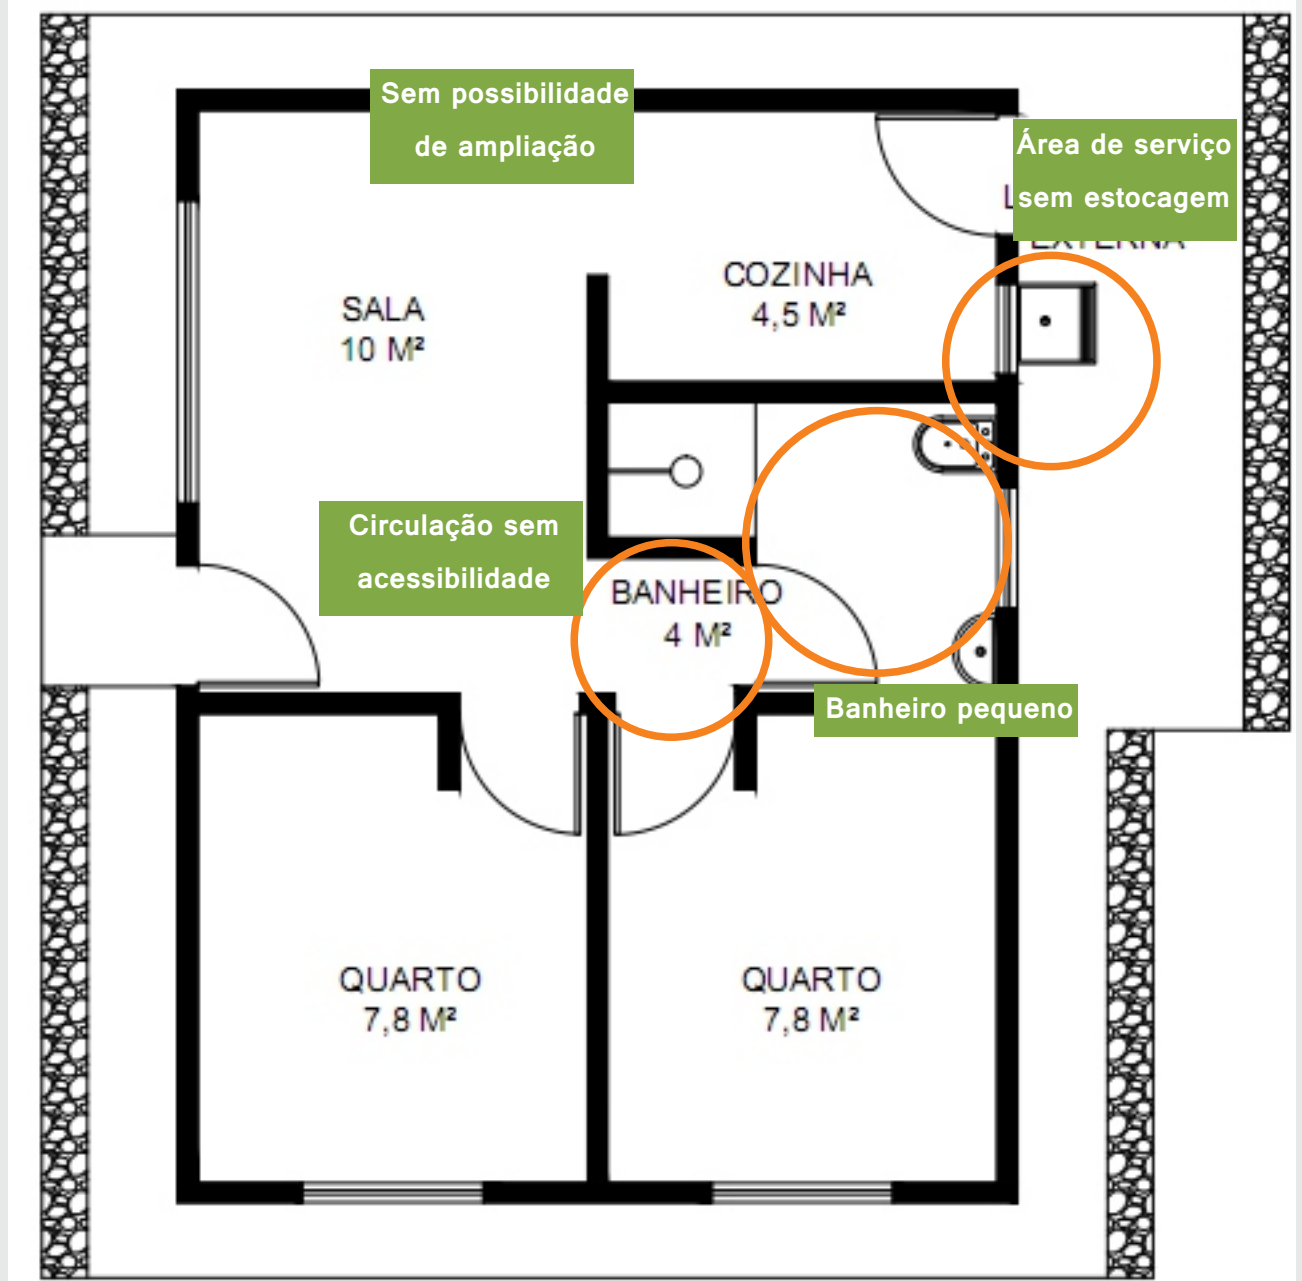 Sem possibilidade
de ampliação
Área de serviço
sem estocagem
EXTERNA
COZINHA
4,5 M²
SALA
10 M²
Circulação sem
acessibilidade
BANHEIRO
4 M²
Banheiro pequeno
QUARTO
7,8 M²
QUARTO
7,8 M²